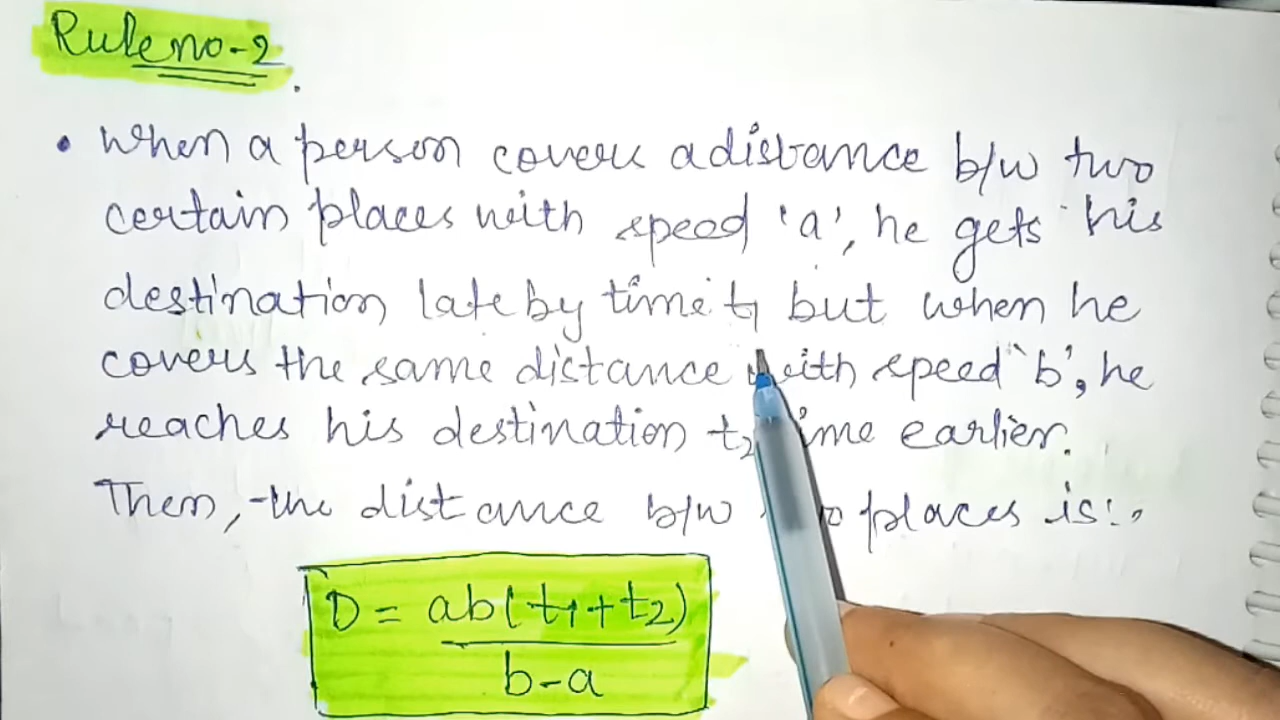 Rule no-2.
• When a person covers a distance b/w two
certain places with speed 'a', he gets his
destination late by time t₁ but when he
covers the same distance with speed 'b', he
reaches his destination t₂ time earlier.
Then, the distance b/w places is:
D = ab(t₁+t₂)
b-a